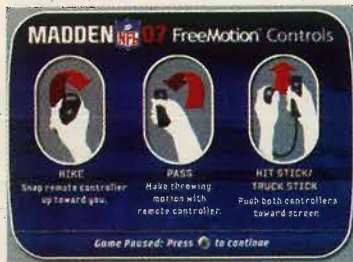 MADDEN NFL 07 FreeMotion™ Controls
HIKE
Snap remote controller
up toward you.
PASS
Make throwing
motion with
remote controller.
HIT STICK/
TRUCK STICK
Push both controllers
toward screen
Game Paused: Press A to continue